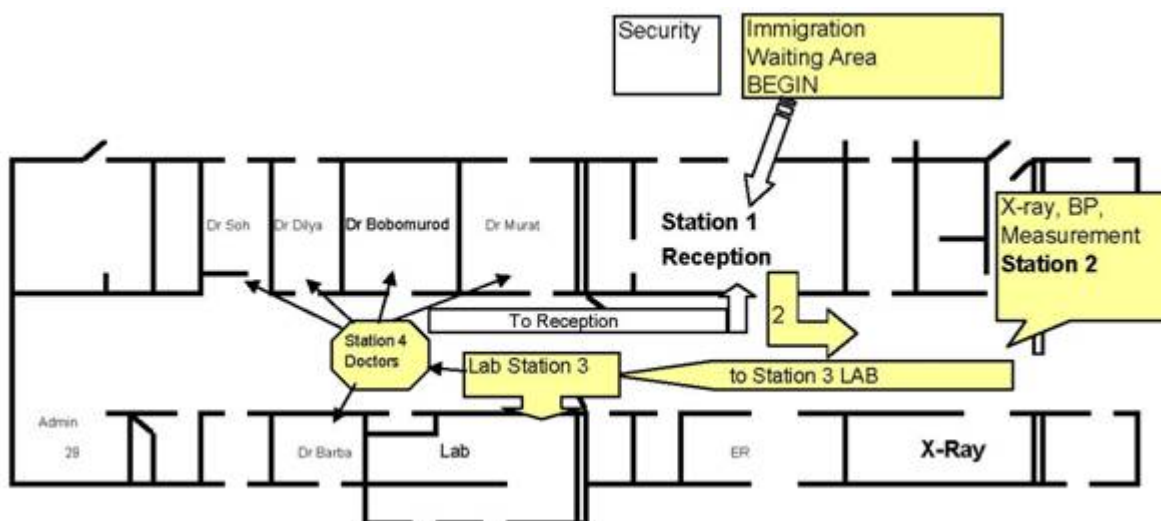 Security
Immigration
Waiting Area
BEGIN
Dr Soh
Dr Dilya
Dr Bobomurod
Dr Murat
Station 1
Reception
X-ray, BP,
Measurement
Station 2
To Reception
2
Station 4
Doctors
Lab Station 3
to Station 3 LAB
Admin
28
Dr Barba
Lab
ER
X-Ray